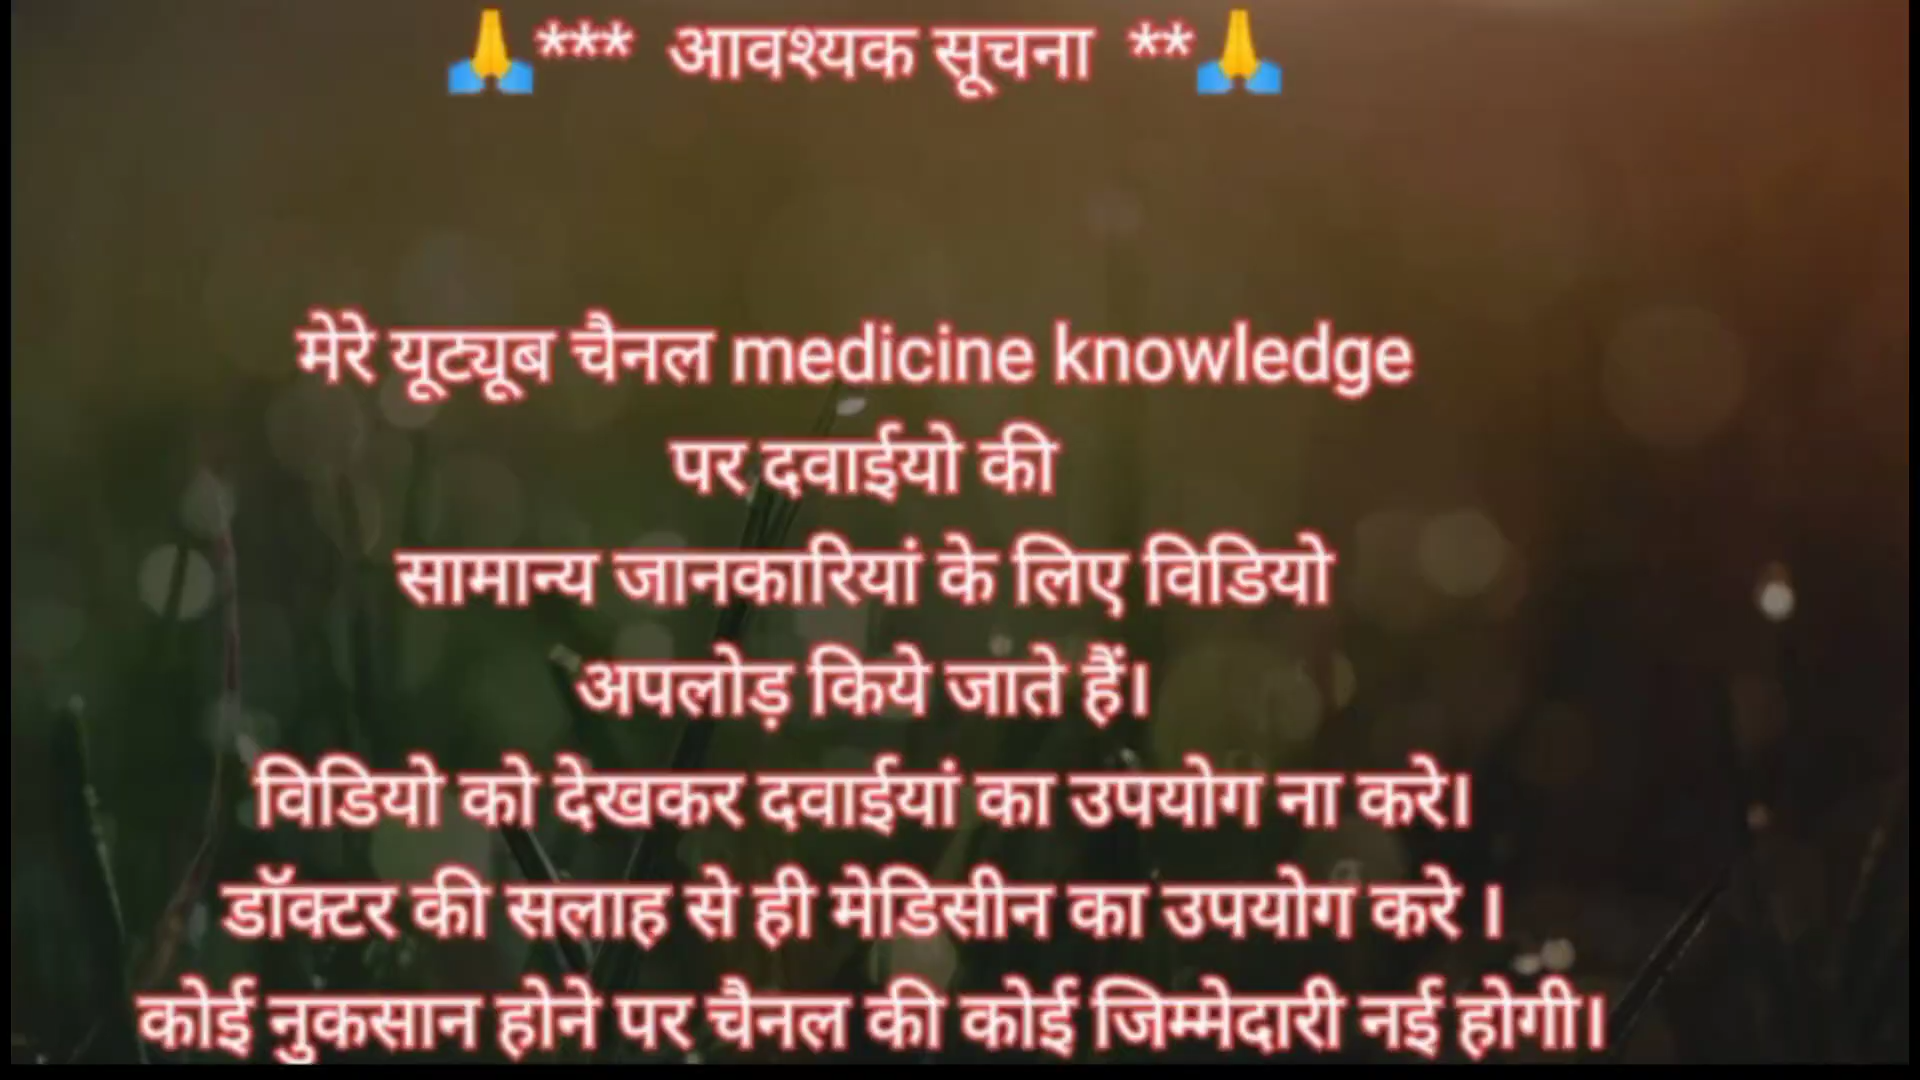 🙏*** आवश्यक सूचना **🙏
मेरे यूट्यूब चैनल medicine knowledge
पर दवाईयो की
सामान्य जानकारियां के लिए विडियो
अपलोड़ किये जाते हैं।
विडियो को देखकर दवाईयां का उपयोग ना करे।
डॉक्टर की सलाह से ही मेडिसीन का उपयोग करे ।
कोई नुकसान होने पर चैनल की कोई जिम्मेदारी नई होगी।